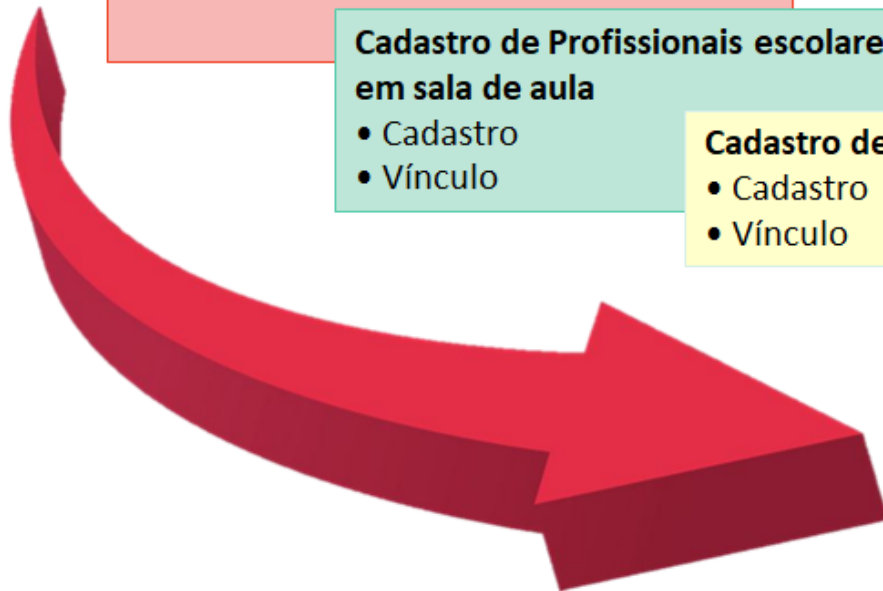 Cadastro de Profissionais escolare
em sala de aula
• Cadastro
• Vínculo
Cadastro de
• Cadastro
• Vínculo